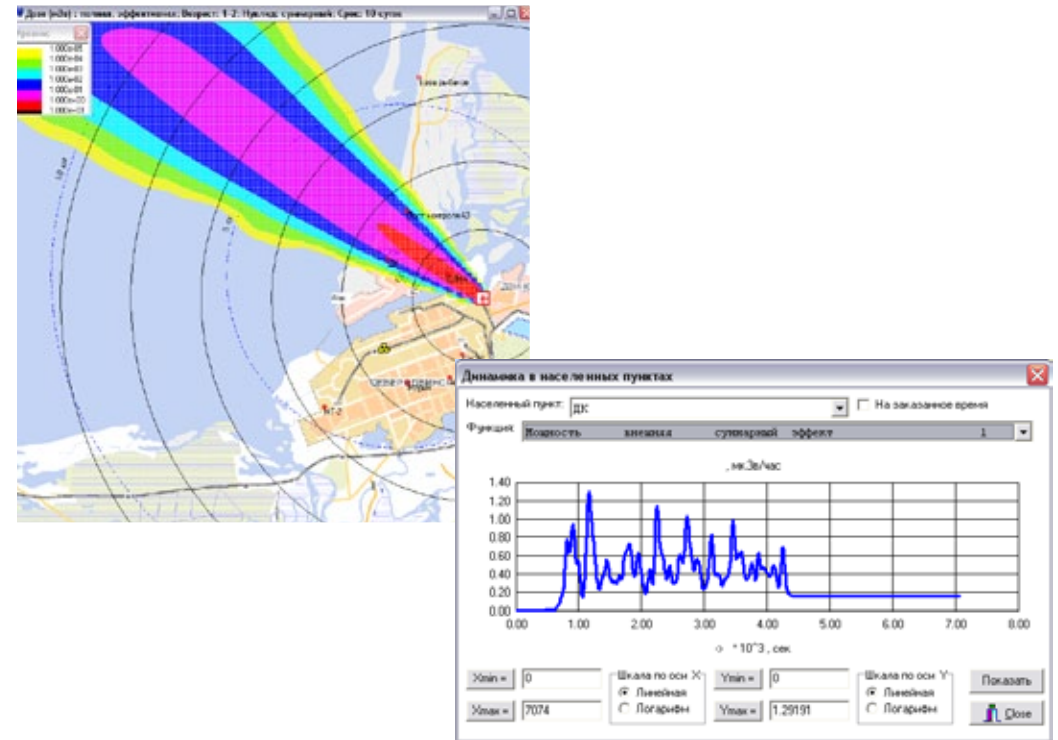 Доза (мЗв) : полная, эффективная; Возраст: 1-2; Нуклид: суммарный; Срок: 10 суток
1.000e-05
1.000e-04
1.000e-03
1.000e-02
1.000e-01
1.000e+00
1.000e+01
10 км
5 км
Динамика в населенных пунктах
Населенный пункт: ДК
На заказанное время
Функция: Мощность внешняя суммарный эффект 1
, мкЗв/час
1.40
1.20
1.00
0.80
0.60
0.40
0.20
0.00
0.00 1.00 2.00 3.00 4.00 5.00 6.00 7.00 8.00
*10^3 , сек
Xmin = 0 Шкала по оси X Ymin = 0 Шкала по оси Y Показать
Линейная Линейная
Xmax = 7074 Логарифм Ymax = 1.29191 Логарифм Close